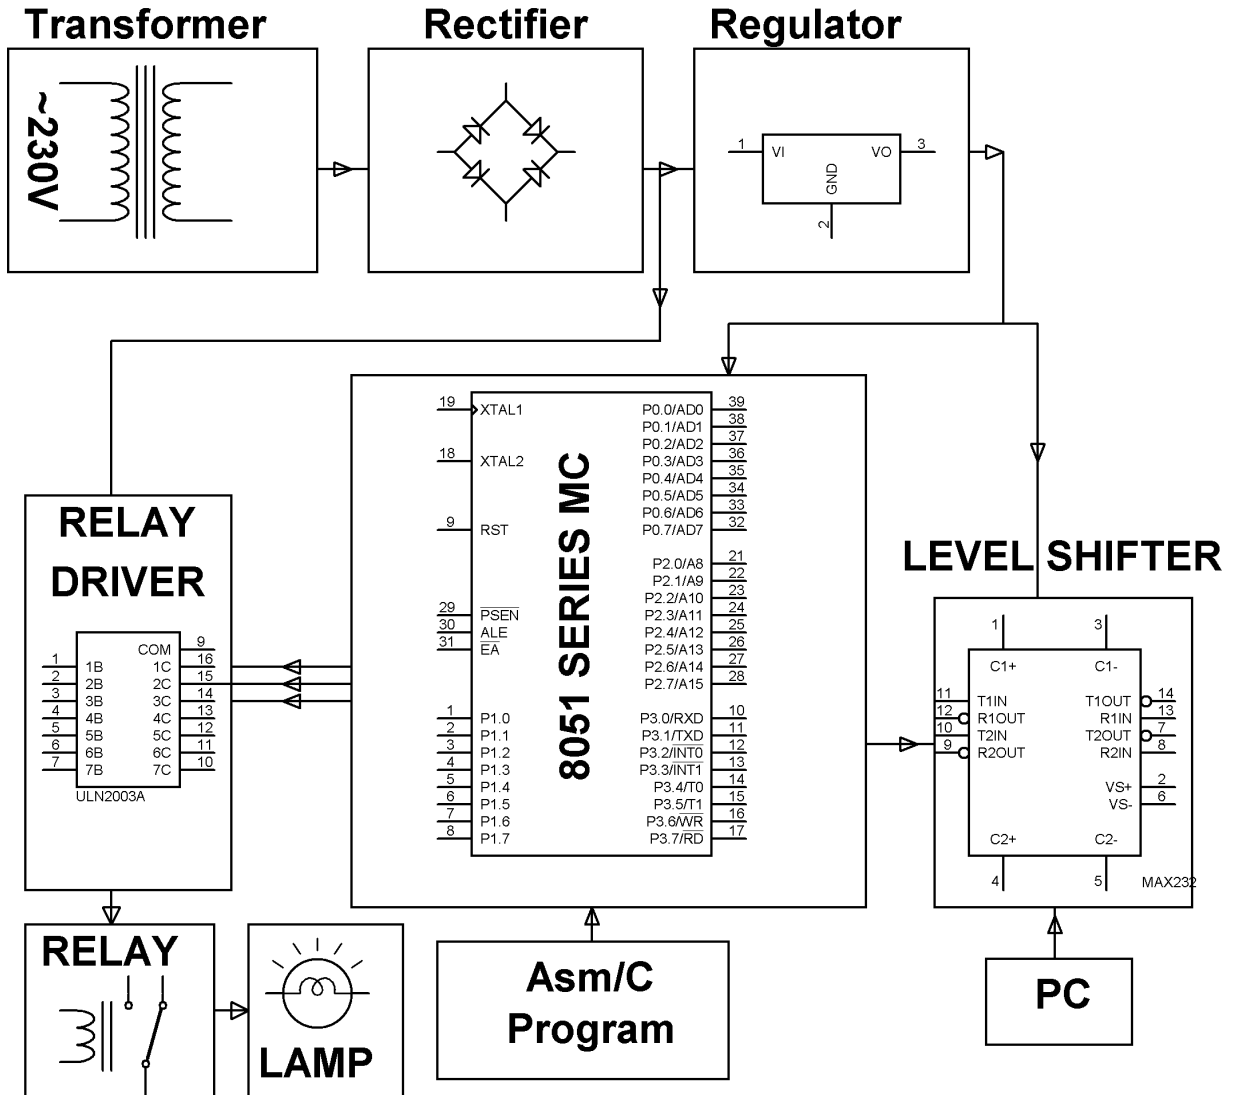 Transformer
Rectifier
Regulator
~230V
1
VI
VO
3
GND
2
19
XTAL1
18
XTAL2
9
RST
29
PSEN
30
ALE
31
EA
1
P1.0
2
P1.1
3
P1.2
4
P1.3
5
P1.4
6
P1.5
7
P1.6
8
P1.7
8051 SERIES MC
P0.0/AD0
39
P0.1/AD1
38
P0.2/AD2
37
P0.3/AD3
36
P0.4/AD4
35
P0.5/AD5
34
P0.6/AD6
33
P0.7/AD7
32
P2.0/A8
21
P2.1/A9
22
P2.2/A10
23
P2.3/A11
24
P2.4/A12
25
P2.5/A13
26
P2.6/A14
27
P2.7/A15
28
P3.0/RXD
10
P3.1/TXD
11
P3.2/INT0
12
P3.3/INT1
13
P3.4/T0
14
P3.5/T1
15
P3.6/WR
16
P3.7/RD
17
RELAY
DRIVER
COM
9
1
1B
1C
16
2
2B
2C
15
3
3B
3C
14
4
4B
4C
13
5
5B
5C
12
6
6B
6C
11
7
7B
7C
10
ULN2003A
LEVEL SHIFTER
1
3
C1+
C1-
11
T1IN
T1OUT
14
12
R1OUT
R1IN
13
10
T2IN
T2OUT
7
9
R2OUT
R2IN
8
VS+
2
VS-
6
C2+
C2-
4
5
MAX232
RELAY
LAMP
Asm/C
Program
PC